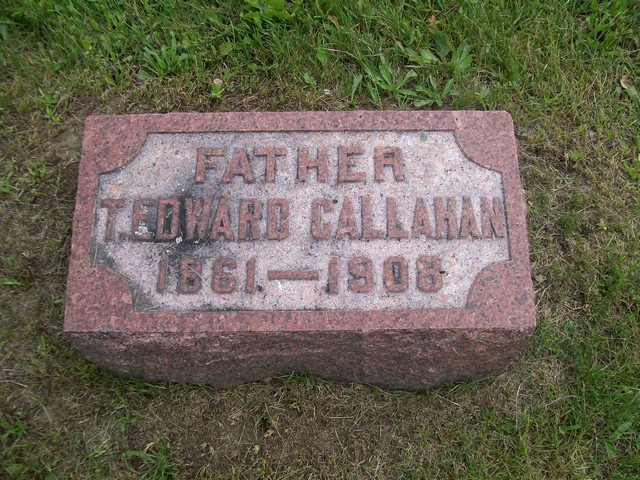 FATHER
T. EDWARD CALLAHAN
1861—1908